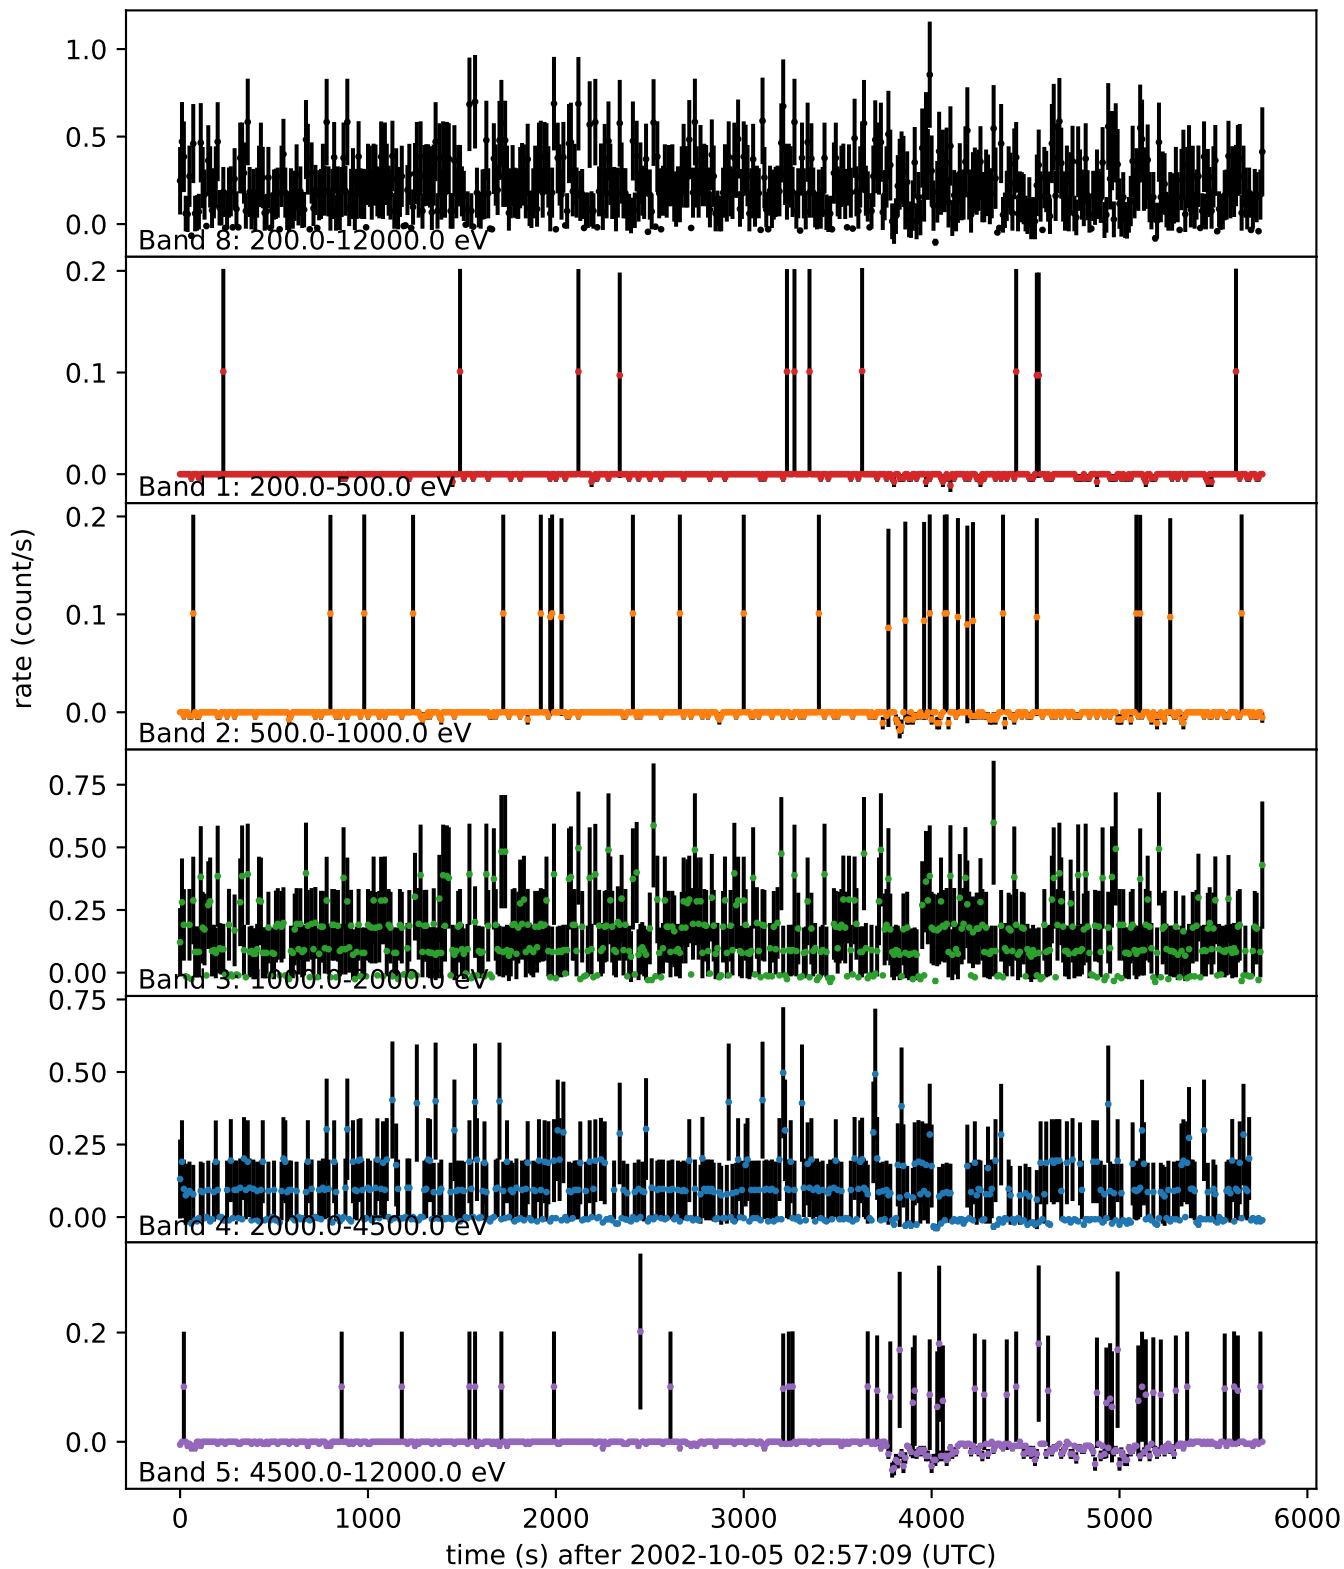 1.0
0.5
0.0
Band 8: 200.0-12000.0 eV
0.2
0.1
0.0
Band 1: 200.0-500.0 eV
0.2
0.1
0.0
Band 2: 500.0-1000.0 eV
0.75
0.50
0.25
0.00
Band 3: 1000.0-2000.0 eV
0.75
0.50
0.25
0.00
Band 4: 2000.0-4500.0 eV
0.2
0.0
Band 5: 4500.0-12000.0 eV
rate (count/s)
0 1000 2000 3000 4000 5000 6000
time (s) after 2002-10-05 02:57:09 (UTC)